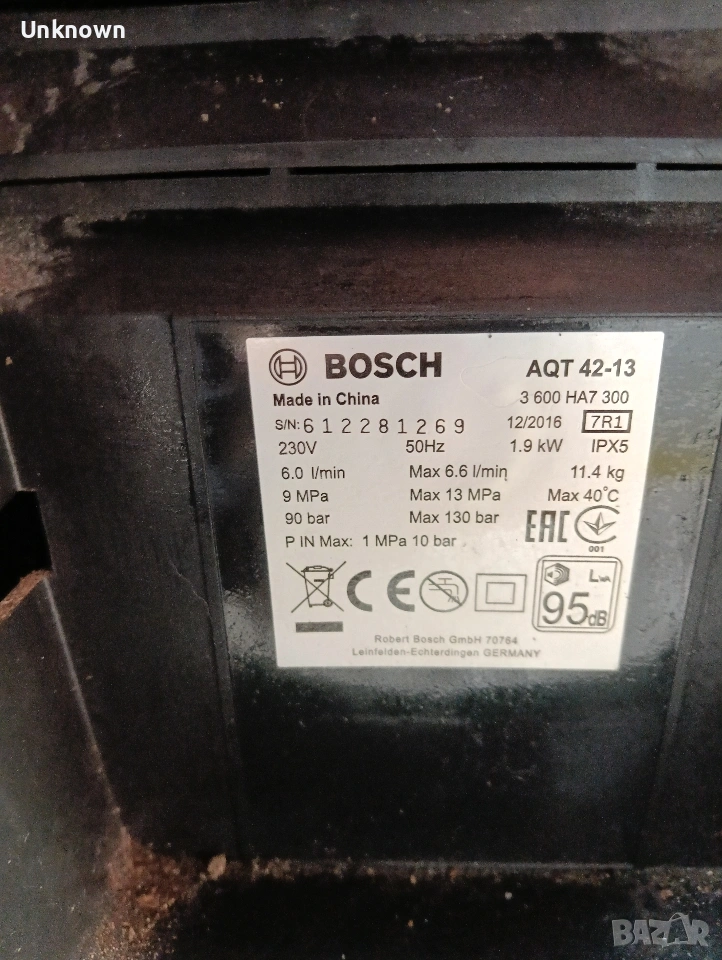 Unknown
BOSCH
AQT 42-13
Made in China
3 600 HA7 300
S/N: 612281269 12/2016 7R1
230V 50Hz 1.9 kW IPX5
6.0 l/min Max 6.6 l/min 11.4 kg
9 MPa Max 13 MPa Max 40°C
90 bar Max 130 bar
P IN Max: 1 MPa 10 bar
EAC
001
CE
LWA
95dB
Robert Bosch GmbH 70764
Leinfelden-Echterdingen GERMANY
BAZAR